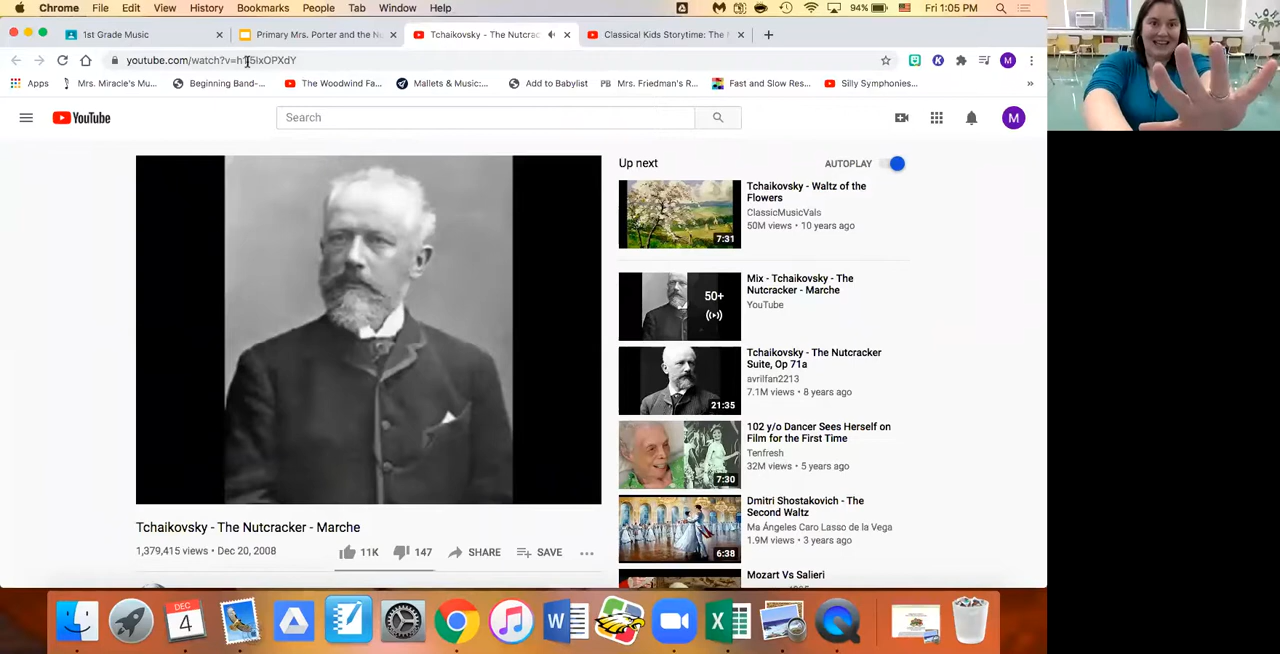 Chrome File Edit View History Bookmarks People Tab Window Help 94% Fri 1:05 PM
1st Grade Music Primary Mrs. Porter and the N Tchaikovsky - The Nutcrac Classical Kids Storytime: The
M
Apps Mrs. Miracle's Mu... Beginning Band-... The Woodwind Fa... Mallets & Music:... Add to Babylist PB Mrs. Friedman's R... Fast and Slow Res... Silly Symphonies... »
YouTube Search M
Up next AUTOPLAY
Tchaikovsky - Waltz of the
Flowers
ClassicMusicVals
50M views • 10 years ago
7:31
Mix - Tchaikovsky - The
Nutcracker - Marche
YouTube
50+
Tchaikovsky - The Nutcracker
Suite, Op 71a
avrilfan2213
7.1M views • 8 years ago
21:35
102 y/o Dancer Sees Herself on
Film for the First Time
Tenfresh
32M views • 5 years ago
7:30
Dmitri Shostakovich - The
Second Waltz
Ma Ángeles Caro Lasso de la Vega
1.9M views • 3 years ago
6:38
Mozart Vs Salieri
Tchaikovsky - The Nutcracker - Marche
1,379,415 views • Dec 20, 2008 11K 147 SHARE SAVE
DEC
4
W X